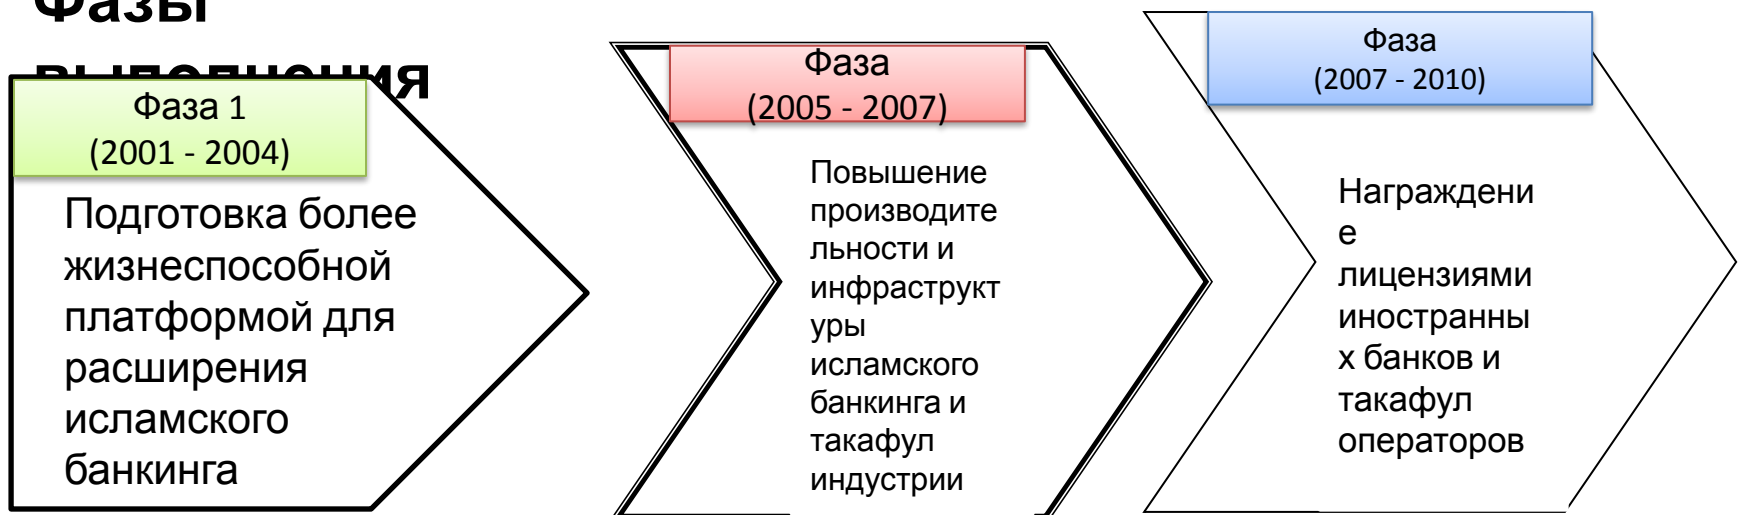 Фазы
выполнения
Фаза 1
(2001 - 2004)
Подготовка более
жизнеспособной
платформой для
расширения
исламского
банкинга
Фаза
(2005 - 2007)
Повышение
производите
льности и
инфраструкт
уры
исламского
банкинга и
такафул
индустрии
Фаза
(2007 - 2010)
Награждени
е
лицензиями
иностранны
х банков и
такафул
операторов